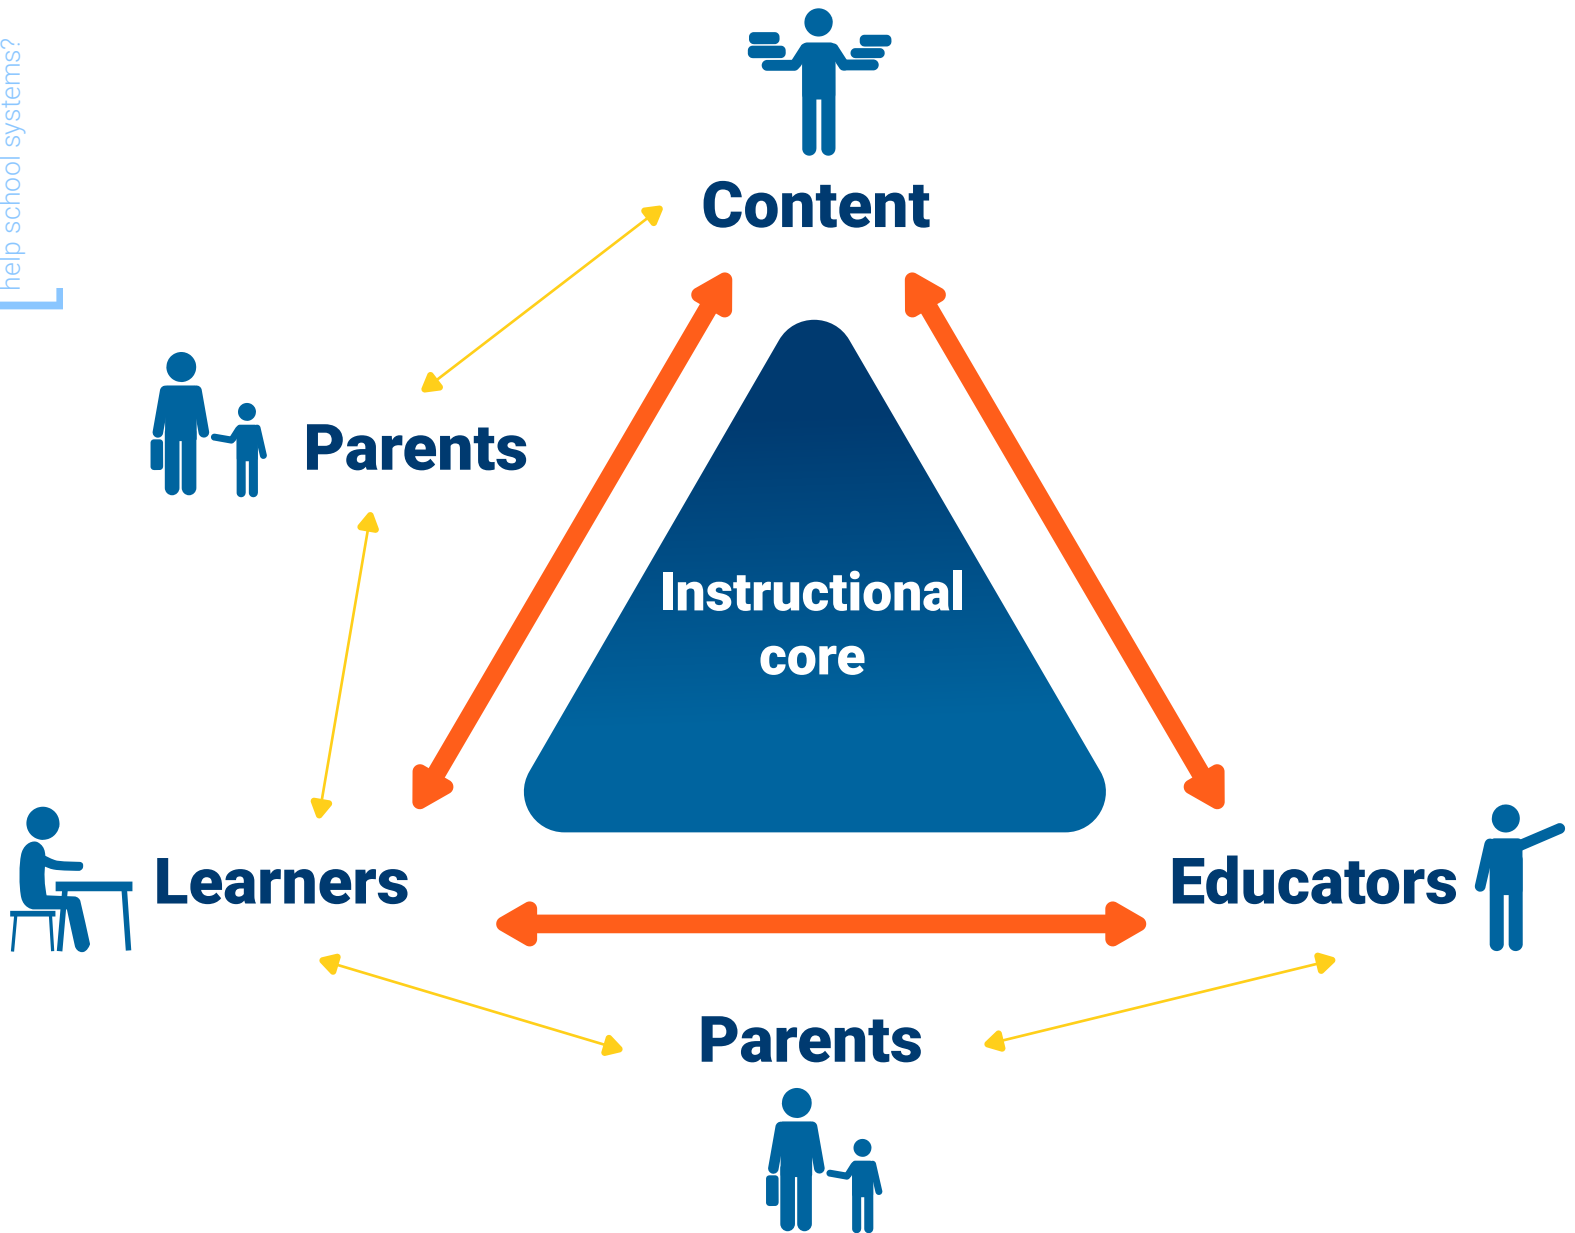 help school systems?
Content
Parents
Instructional
core
Learners
Educators
Parents